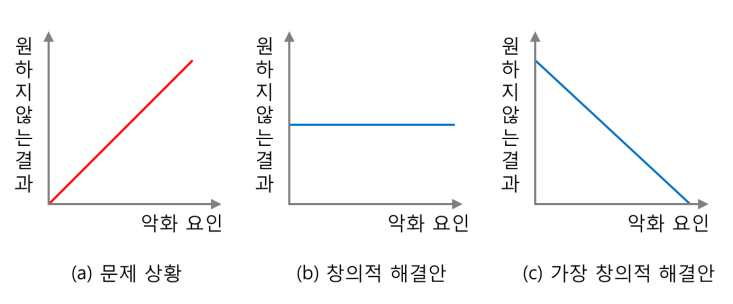 원하지않는결과
원하지않는결과
원하지않는결과
악화 요인
악화 요인
악화 요인
(a) 문제 상황
(b) 창의적 해결안
(c) 가장 창의적 해결안